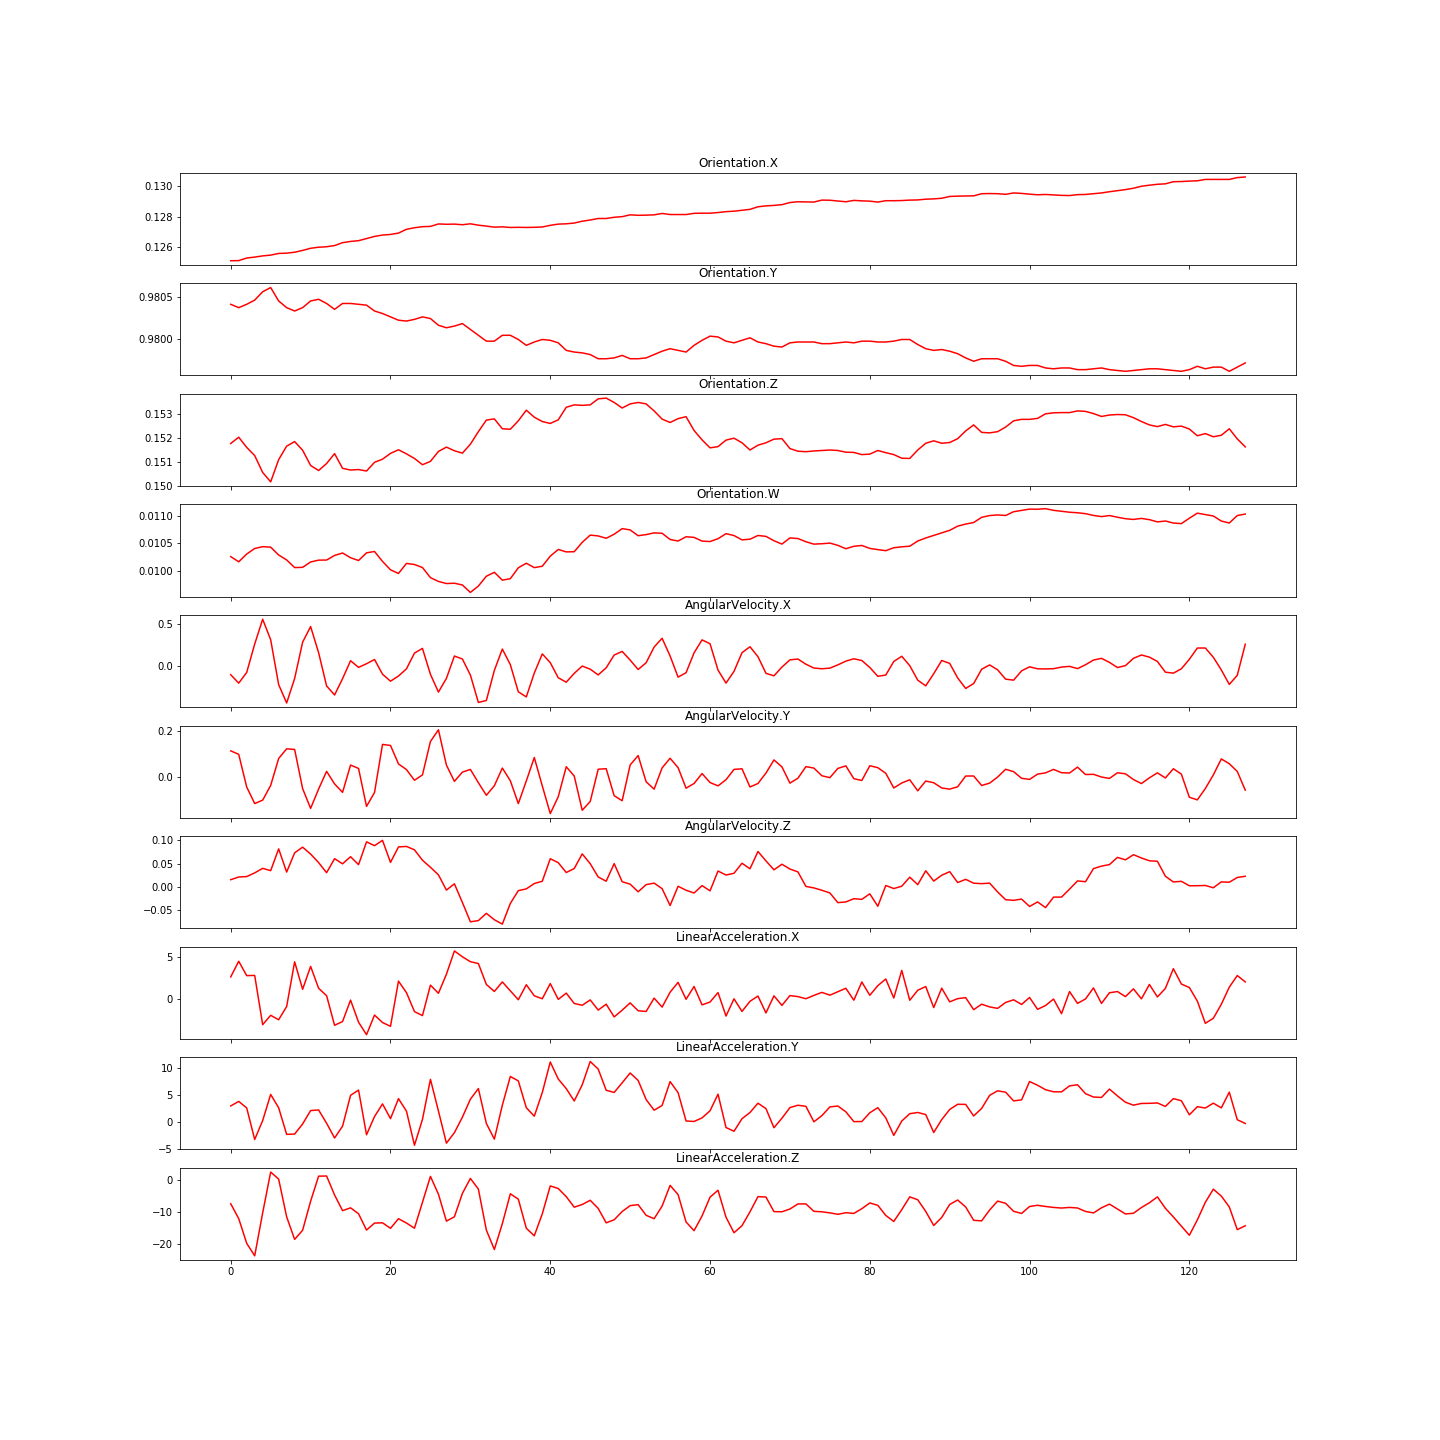 Orientation.X
0.130
0.128
0.126
Orientation.Y
0.9805
0.9800
Orientation.Z
0.153
0.152
0.151
0.150
Orientation.W
0.0110
0.0105
0.0100
AngularVelocity.X
0.5
0.0
AngularVelocity.Y
0.2
0.0
AngularVelocity.Z
0.10
0.05
0.00
−0.05
LinearAcceleration.X
5
0
LinearAcceleration.Y
10
5
0
−5
LinearAcceleration.Z
0
−10
−20
0 20 40 60 80 100 120